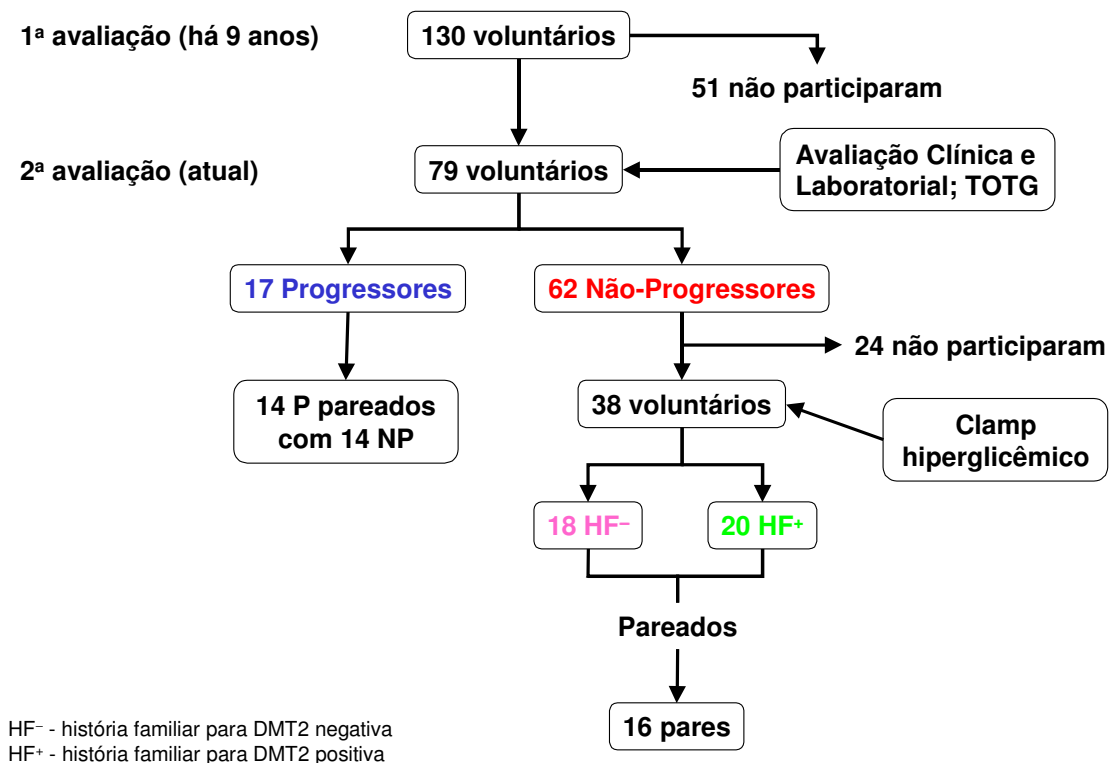 1ª avaliação (há 9 anos)
130 voluntários
51 não participaram
2ª avaliação (atual)
79 voluntários
Avaliação Clínica e
Laboratorial; TOTG
17 Progressores
62 Não-Progressores
24 não participaram
14 P pareados
com 14 NP
38 voluntários
Clamp
hiperglicêmico
18 HF⁻
20 HF⁺
Pareados
16 pares
HF⁻ - história familiar para DMT2 negativa
HF⁺ - história familiar para DMT2 positiva